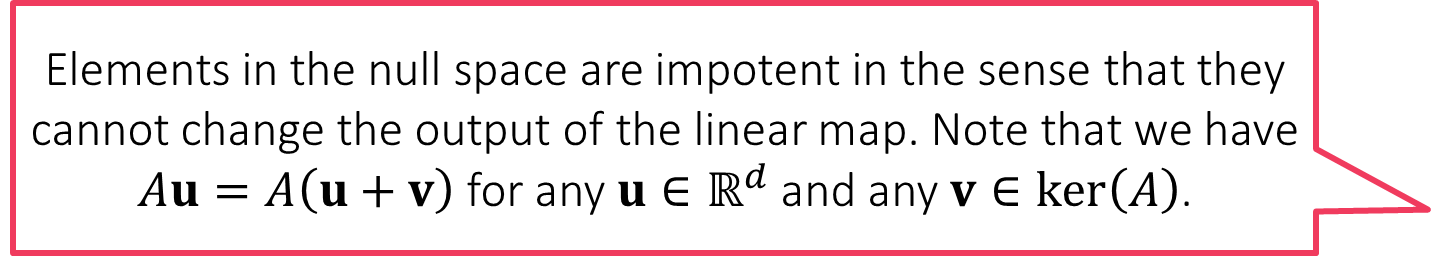 Elements in the null space are impotent in the sense that they
cannot change the output of the linear map. Note that we have
𝐴𝐮 = 𝐴(𝐮 + 𝐯) for any 𝐮 ∈ ℝᵈ and any 𝐯 ∈ ker(𝐴).